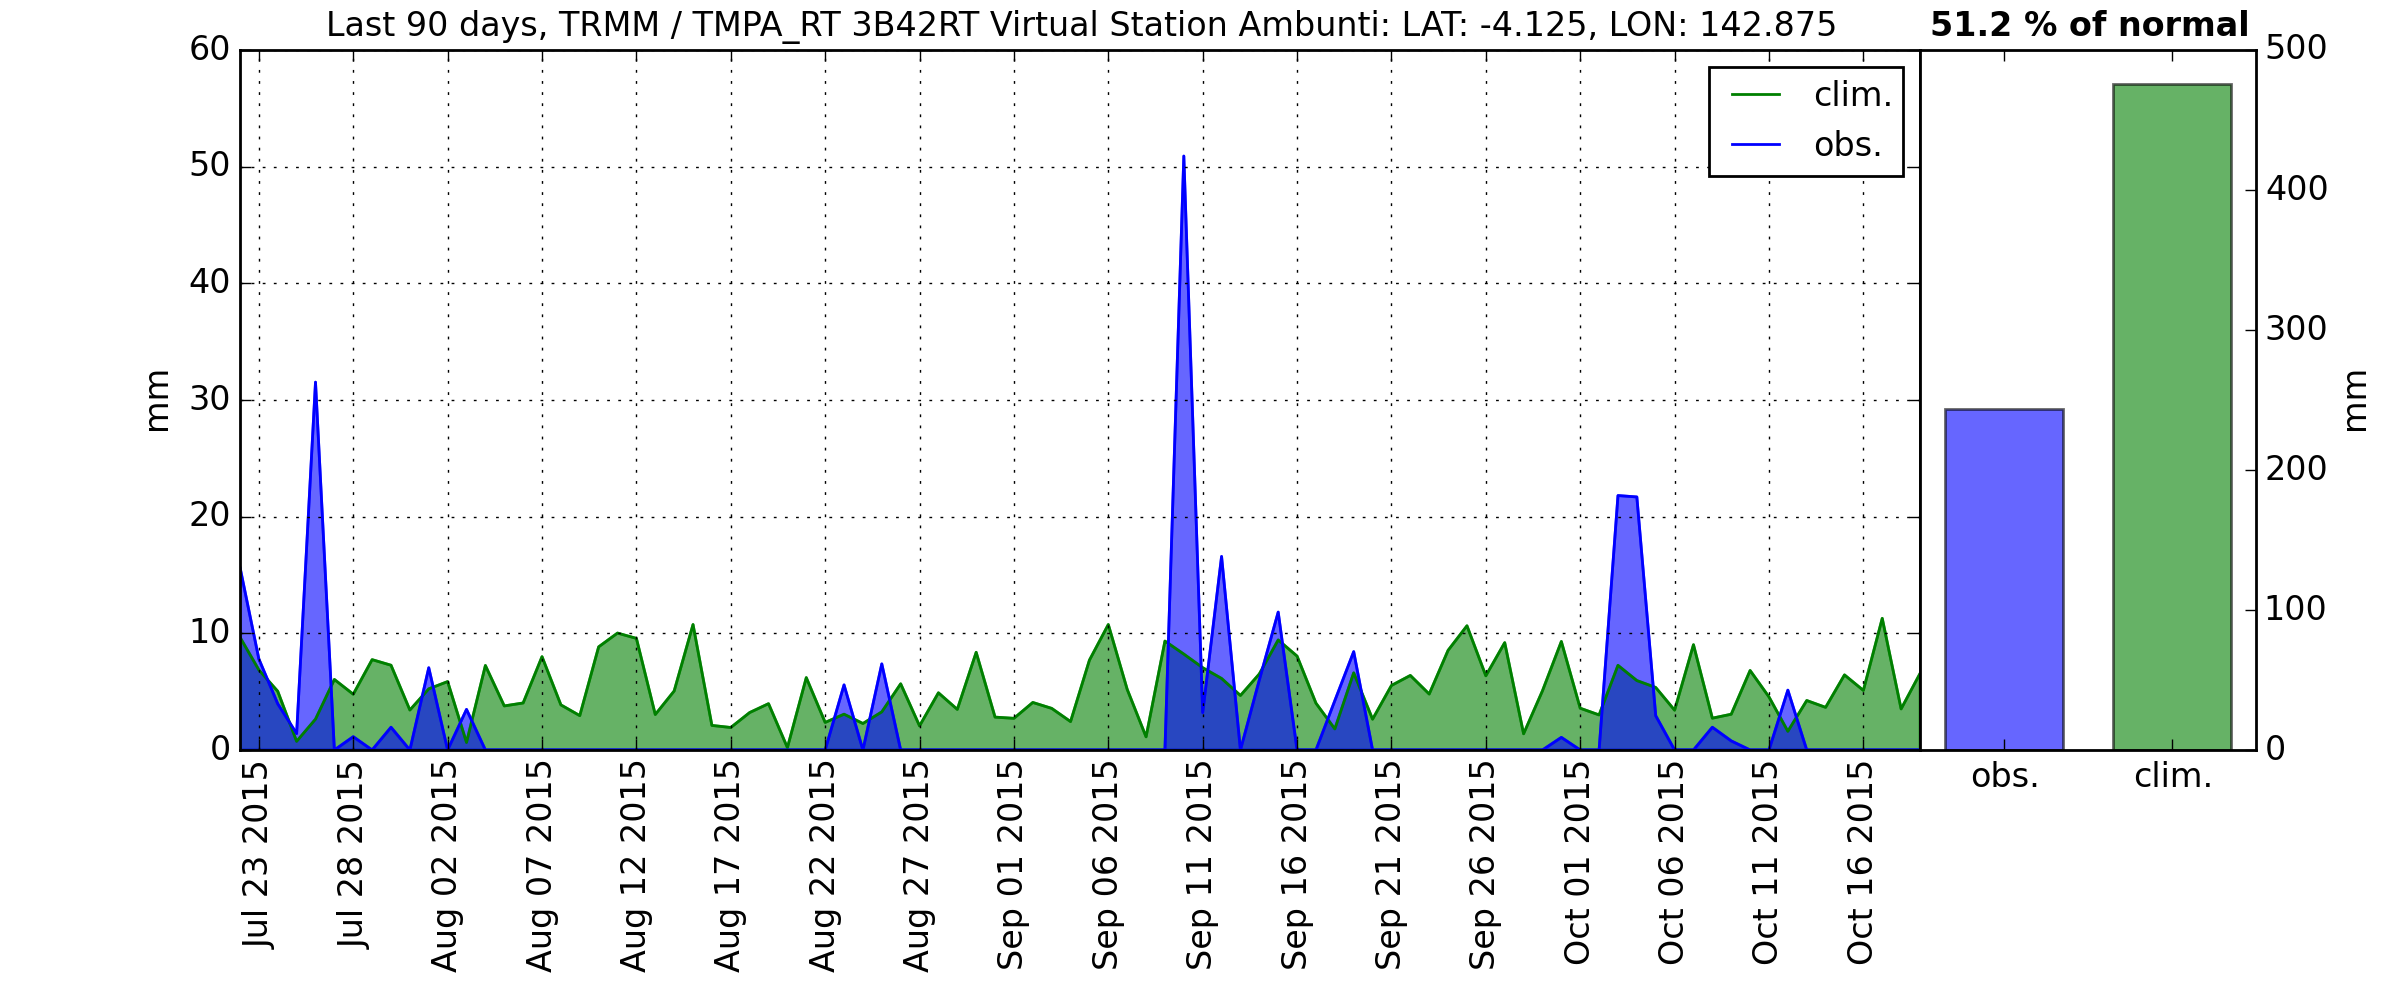 Last 90 days, TRMM / TMPA_RT 3B42RT Virtual Station Ambunti: LAT: -4.125, LON: 142.875
51.2 % of normal
60
50
40
30
20
10
0
mm
clim.
obs.
Jul 23 2015
Jul 28 2015
Aug 02 2015
Aug 07 2015
Aug 12 2015
Aug 17 2015
Aug 22 2015
Aug 27 2015
Sep 01 2015
Sep 06 2015
Sep 11 2015
Sep 16 2015
Sep 21 2015
Sep 26 2015
Oct 01 2015
Oct 06 2015
Oct 11 2015
Oct 16 2015
obs.
clim.
500
400
300
200
100
0
mm